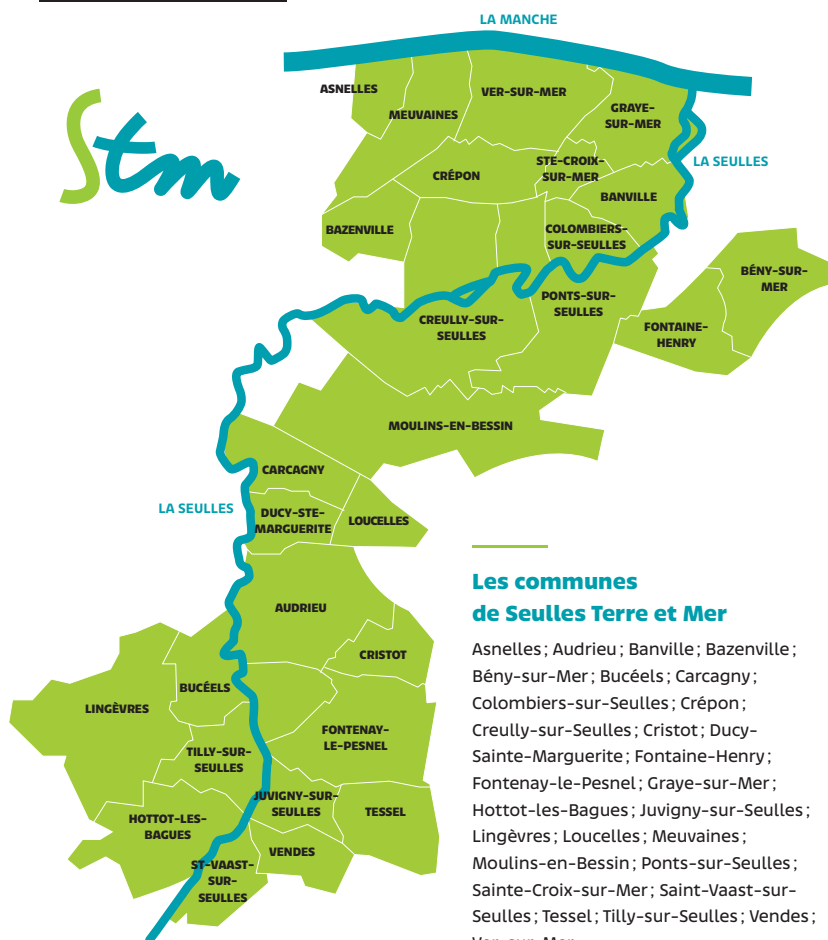 LA MANCHE
ASNELLES
MEUVAINES
VER-SUR-MER
GRAYE-
SUR-MER
Stm
CRÉPON
STE-CROIX-
SUR-MER
LA SEULLES
BANVILLE
BAZENVILLE
COLOMBIERS-
SUR-SEULLES
BÉNY-SUR-
MER
PONTS-SUR-
SEULLES
CREULLY-SUR-
SEULLES
FONTAINE-
HENRY
MOULINS-EN-BESSIN
CARCAGNY
LA SEULLES
DUCY-STE-
MARGUERITE
LOUCELLES
AUDRIEU
CRISTOT
BUCÉELS
LINGÈVRES
FONTENAY-
LE-PESNEL
TILLY-SUR-
SEULLES
JUVIGNY-SUR-
SEULLES
TESSEL
HOTTOT-LES-
BAGUES
VENDES
ST-VAAST-
SUR-
SEULLES
Les communes
de Seulles Terre et Mer
Asnelles ; Audrieu ; Banville ; Bazenville ;
Bény-sur-Mer ; Bucéels ; Carcagny ;
Colombiers-sur-Seulles ; Crépon ;
Creully-sur-Seulles ; Cristot ; Ducy-
Sainte-Marguerite ; Fontaine-Henry ;
Fontenay-le-Pesnel ; Graye-sur-Mer ;
Hottot-les-Bagues ; Juvigny-sur-Seulles ;
Lingèvres ; Loucelles ; Meuvaines ;
Moulins-en-Bessin ; Ponts-sur-Seulles ;
Sainte-Croix-sur-Mer ; Saint-Vaast-sur-
Seulles ; Tessel ; Tilly-sur-Seulles ; Vendes ;
Ver-sur-Mer